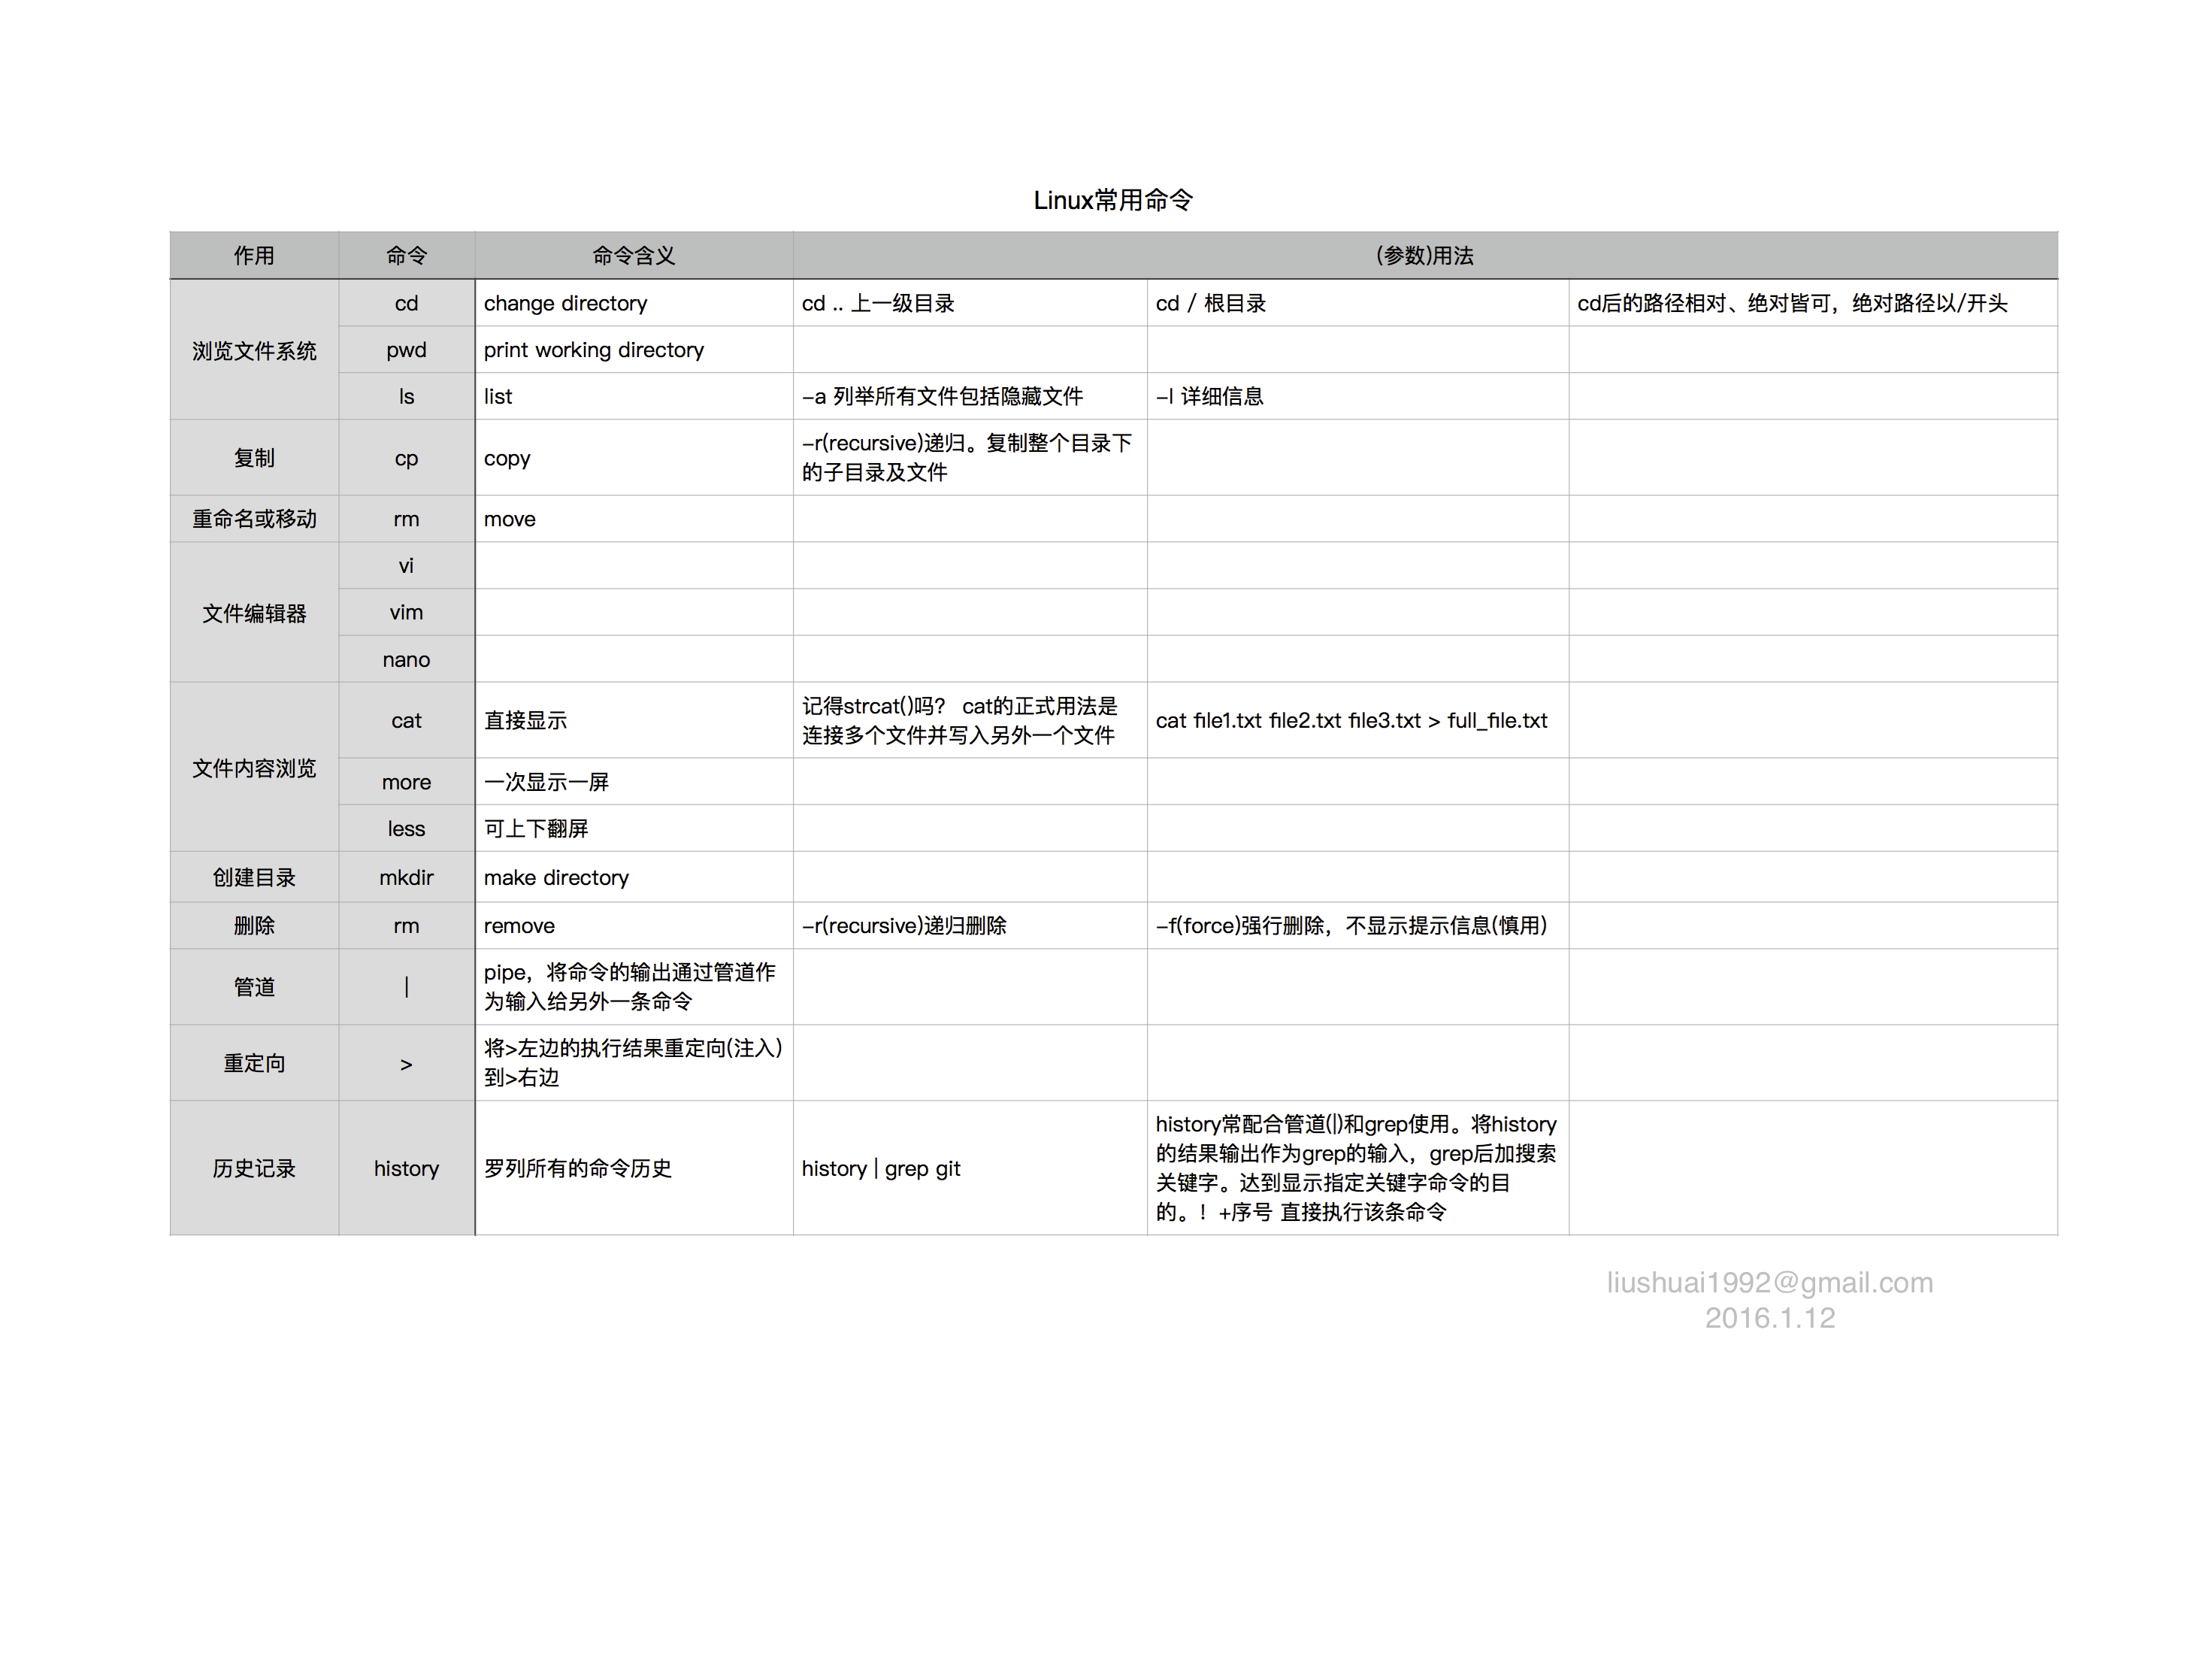 Linux常用命令
作用 命令 命令含义 (参数)用法
浏览文件系统
cd change directory cd .. 上一级目录 cd / 根目录 cd后的路径相对、绝对皆可，绝对路径以/开头
pwd print working directory
ls list –a 列举所有文件包括隐藏文件 –l 详细信息
复制 cp copy –r(recursive)递归。复制整个目录下
的子目录及文件
重命名或移动 rm move
文件编辑器
vi
vim
nano
文件内容浏览
cat 直接显示 记得strcat()吗？ cat的正式用法是
连接多个文件并写入另外一个文件
cat file1.txt file2.txt file3.txt > full_file.txt
more 一次显示一屏
less 可上下翻屏
创建目录 mkdir make directory
删除 rm remove –r(recursive)递归删除 –f(force)强行删除，不显示提示信息(慎用)
管道 | pipe，将命令的输出通过管道作
为输入给另外一条命令
重定向 > 将>左边的执行结果重定向(注入)
到>右边
历史记录 history 罗列所有的命令历史 history | grep git
history常配合管道(|)和grep使用。将history
的结果输出作为grep的输入，grep后加搜索
关键字。达到显示指定关键字命令的目
的。！+序号 直接执行该条命令
liushuai1992@gmail.com
2016.1.12